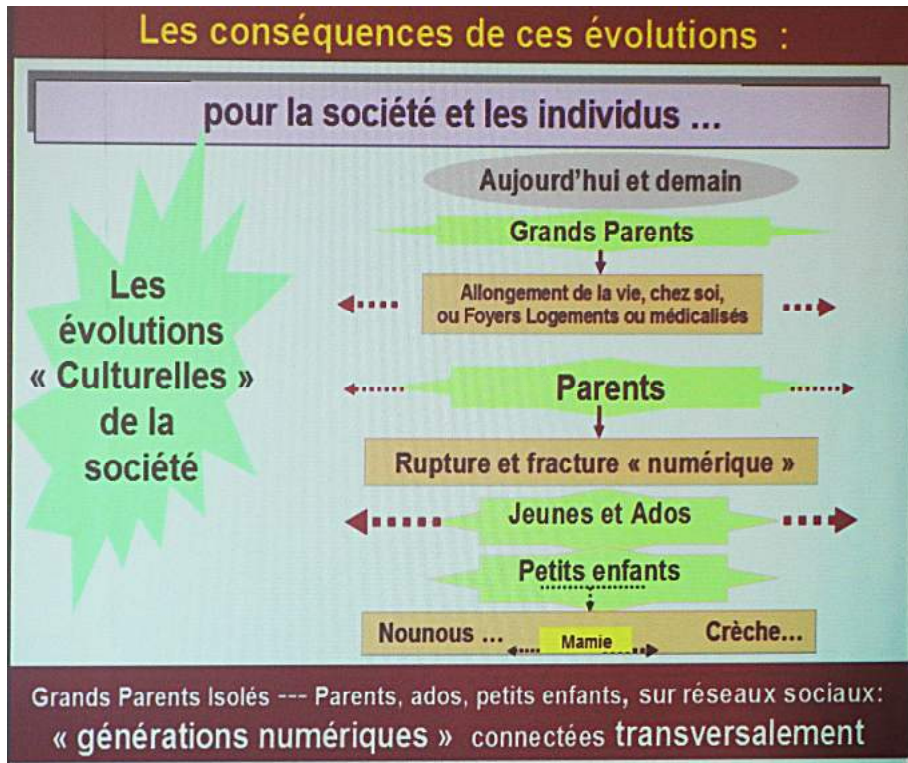 Les conséquences de ces évolutions :
pour la société et les individus ...
Aujourd'hui et demain
Grands Parents
Les
évolutions
« Culturelles »
de la
société
Allongement de la vie, chez soi,
ou Foyers Logements ou médicalisés
Parents
Rupture et fracture « numérique »
Jeunes et Ados
Petits enfants
Nounous ... Mamie Crèche...
Grands Parents Isolés --- Parents, ados, petits enfants, sur réseaux sociaux:
« générations numériques » connectées transversalement